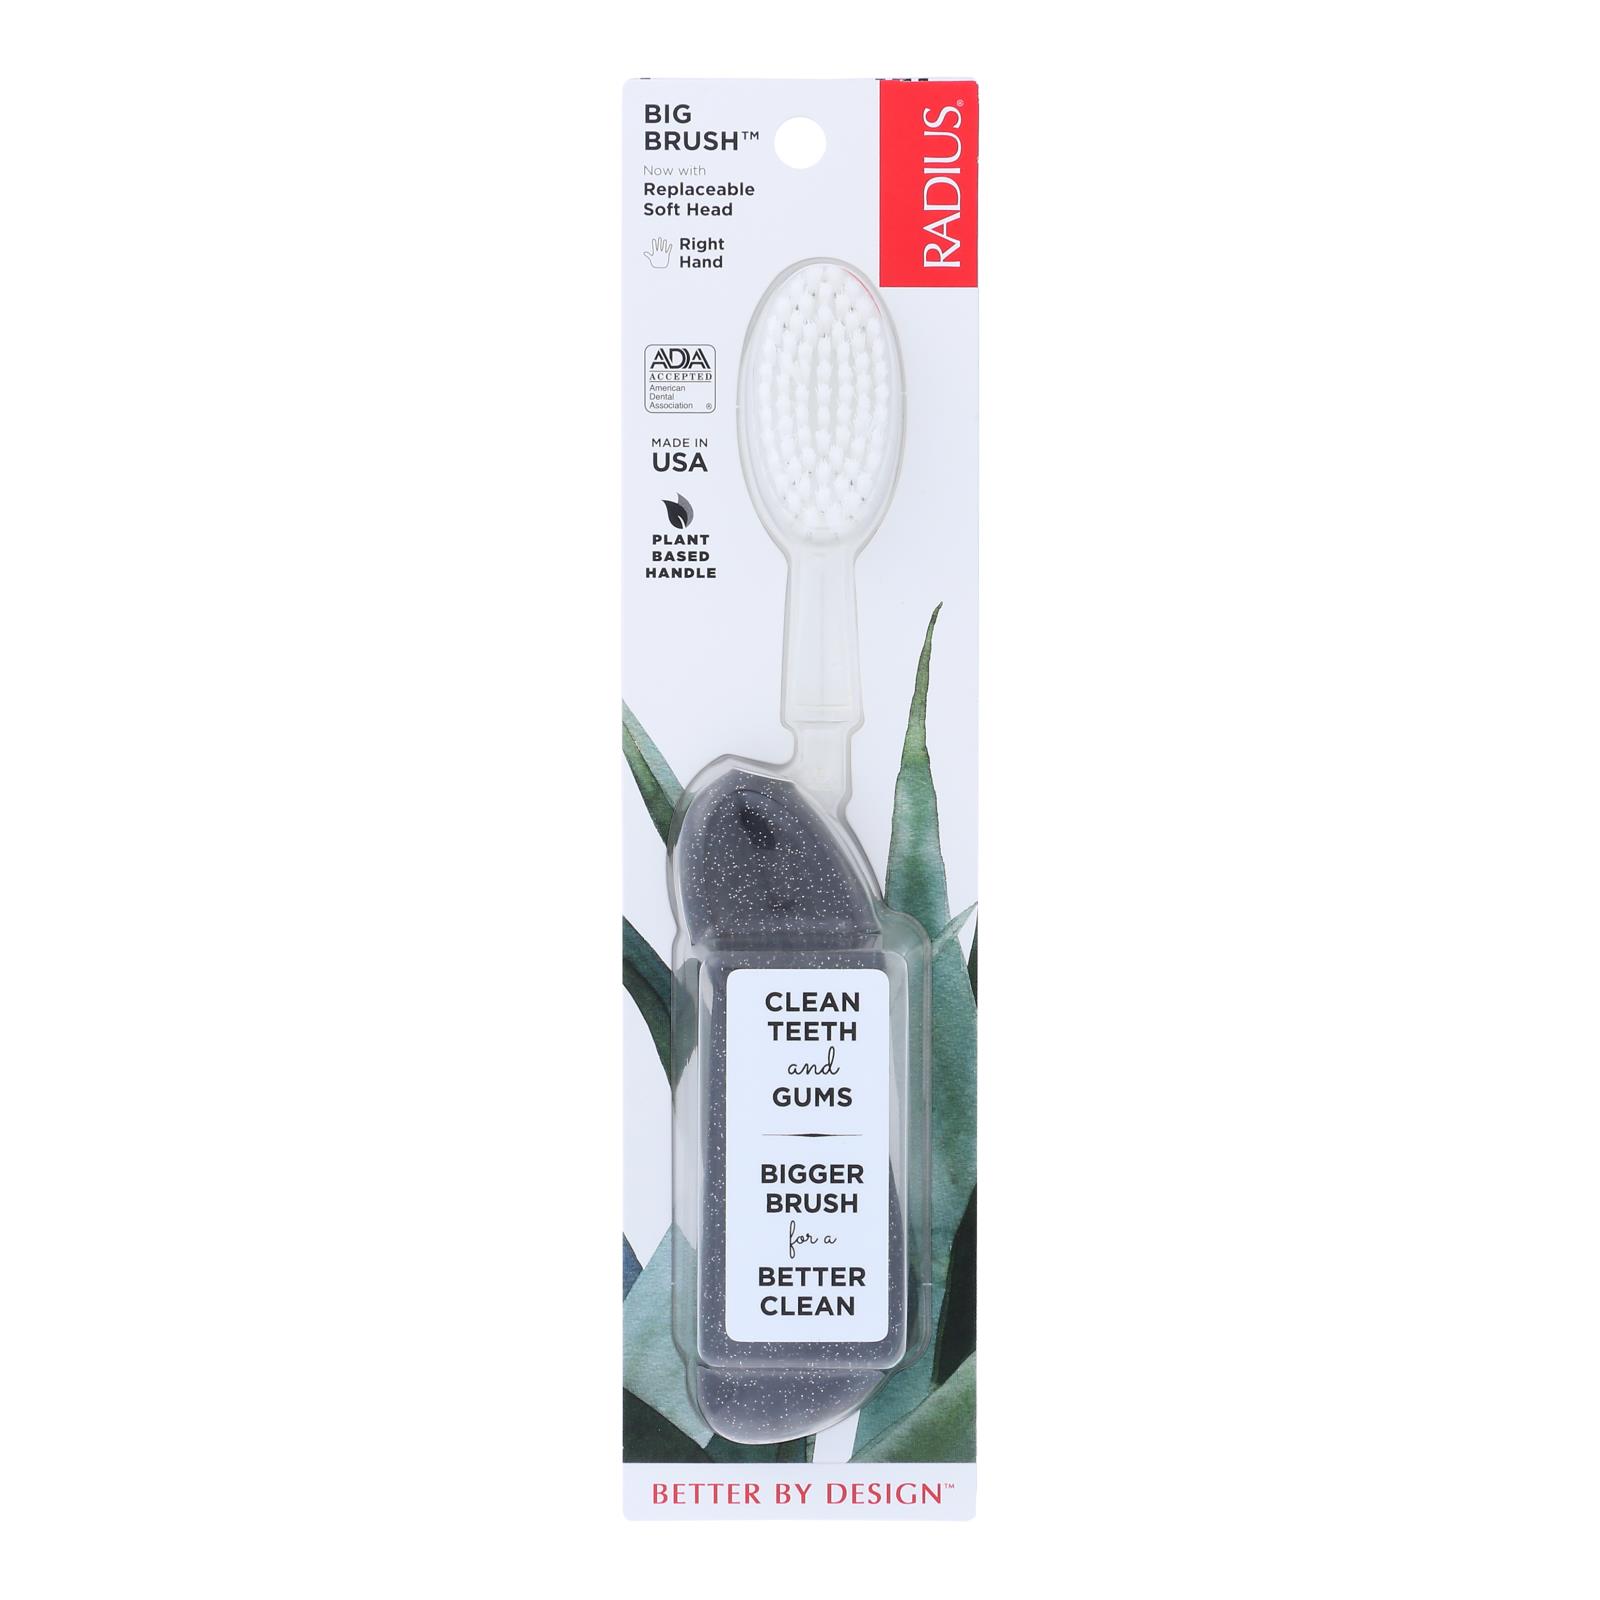 BIG
BRUSH™
Now with
Replaceable
Soft Head
Right
Hand
RADIUS®
ADA
ACCEPTED
American
Dental
Association ®
MADE IN
USA
PLANT
BASED
HANDLE
CLEAN
TEETH
and
GUMS
BIGGER
BRUSH
for a
BETTER
CLEAN
BETTER BY DESIGN™